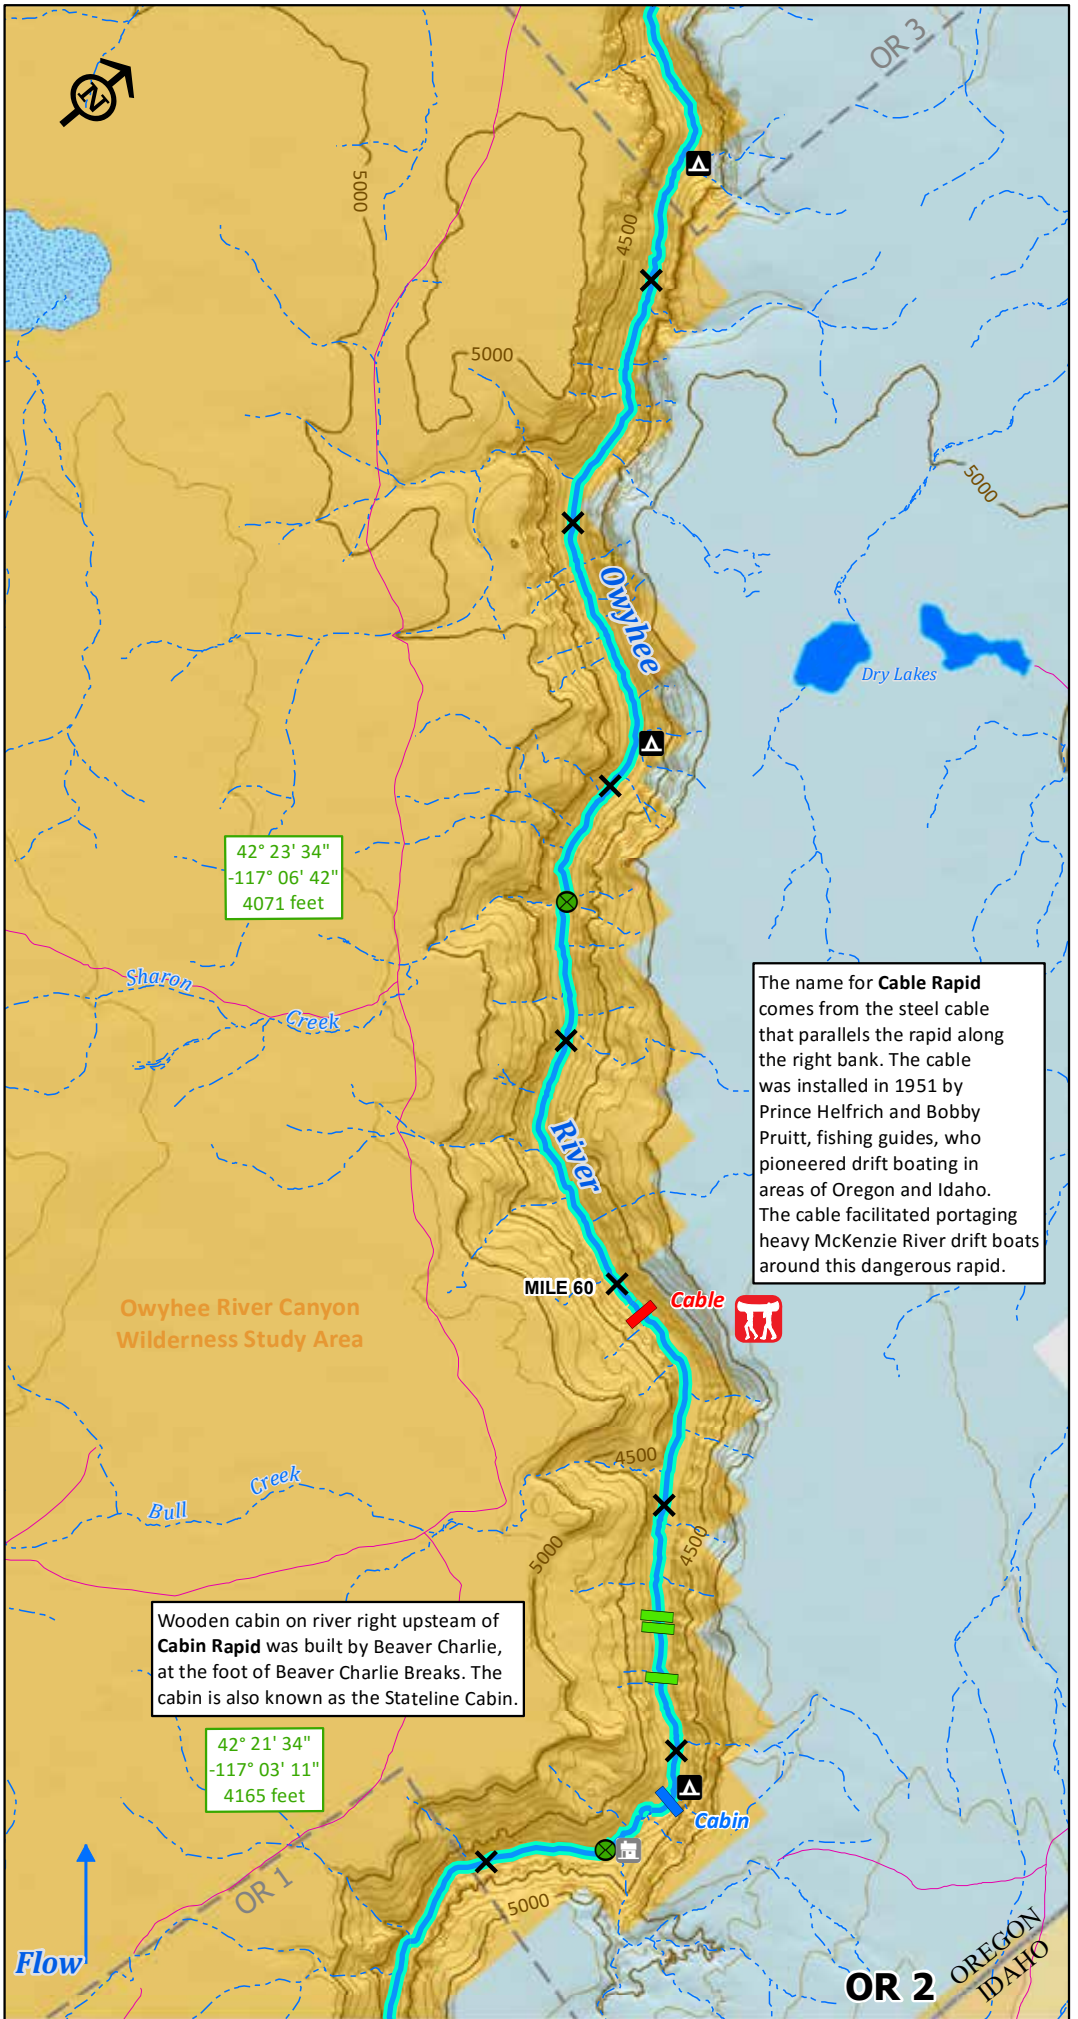 N
OR 3
5000
4500
5000
5000
Owyhee
Dry Lakes
42° 23' 34"
-117° 06' 42"
4071 feet
Sharon
Creek
The name for Cable Rapid
comes from the steel cable
that parallels the rapid along
the right bank. The cable
was installed in 1951 by
Prince Helfrich and Bobby
Pruitt, fishing guides, who
pioneered drift boating in
areas of Oregon and Idaho.
The cable facilitated portaging
heavy McKenzie River drift boats
around this dangerous rapid.
River
MILE 60
Cable
Owyhee River Canyon
Wilderness Study Area
4500
Creek
Bull
5000
4500
Wooden cabin on river right upsteam of
Cabin Rapid was built by Beaver Charlie,
at the foot of Beaver Charlie Breaks. The
cabin is also known as the Stateline Cabin.
42° 21' 34"
-117° 03' 11"
4165 feet
Cabin
OR 1
5000
Flow
OR 2
OREGON
IDAHO